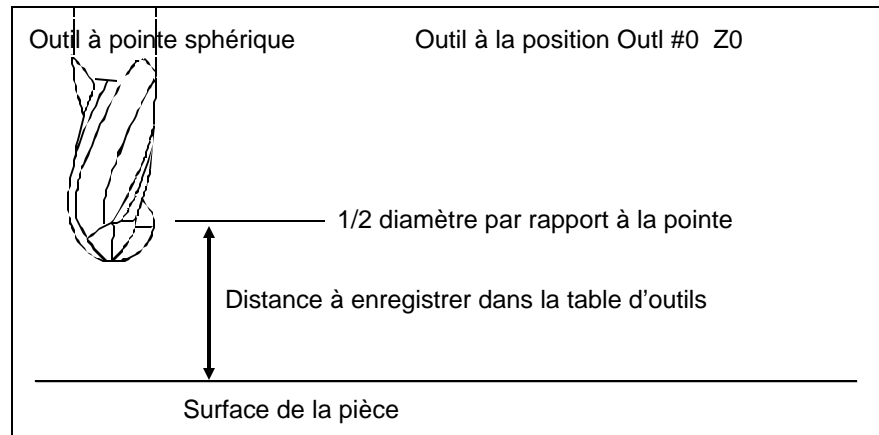 Outil à pointe sphérique
Outil à la position Outl #0 Z0
1/2 diamètre par rapport à la pointe
Distance à enregistrer dans la table d'outils
Surface de la pièce